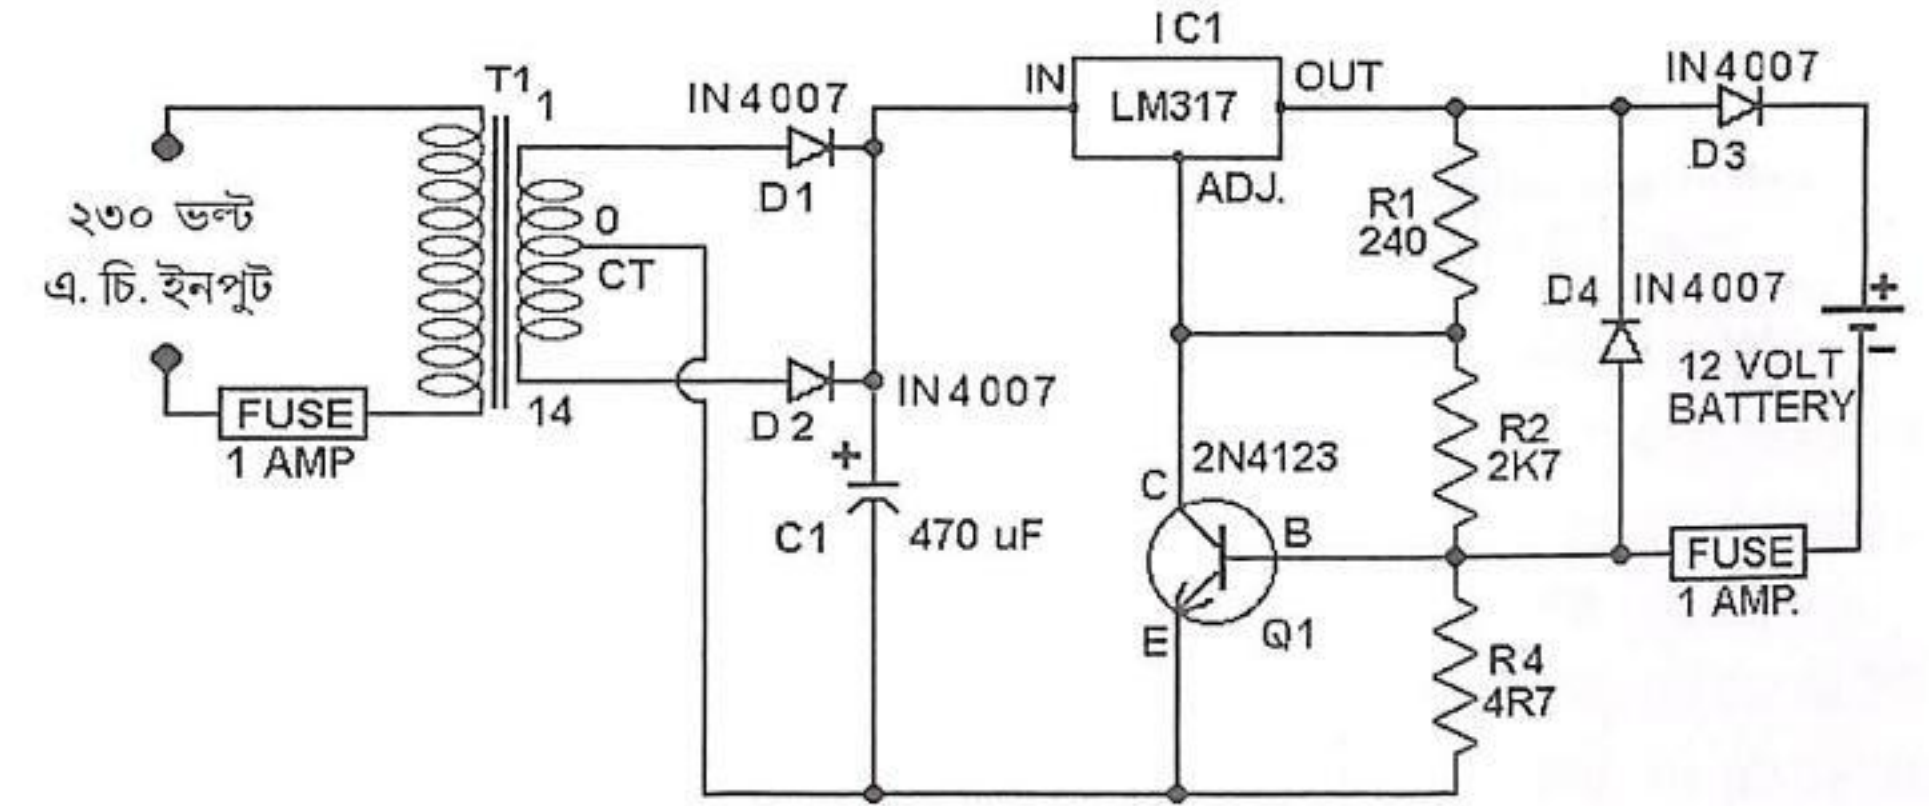 IC1
T1
1
IN4007
IN
LM317
OUT
IN4007
D1
ADJ.
D3
২৩০ ভল্ট
0
R1
240
এ. চি. ইনপুট
CT
D4
IN4007
+
12 VOLT
-
BATTERY
IN4007
FUSE
14
D2
R2
2K7
1 AMP
+
2N4123
C
C1
470 uF
B
FUSE
1 AMP.
E
Q1
R4
4R7